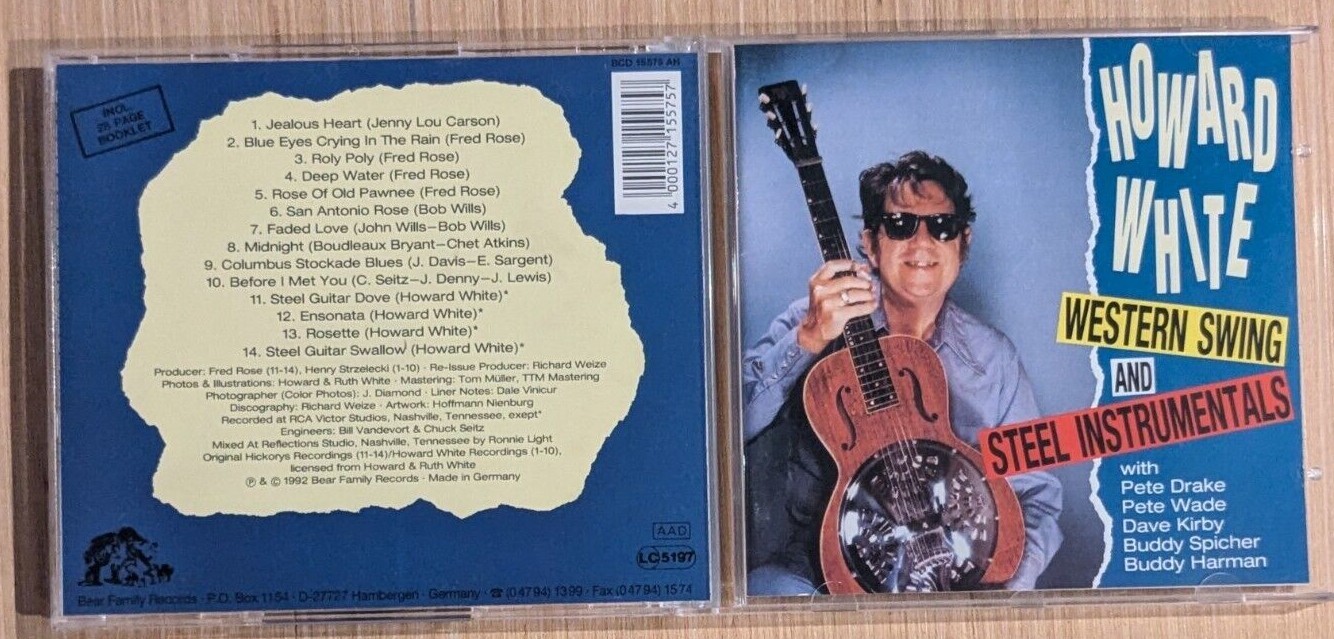 INCL.
28 PAGE
BOOKLET
BCD 15575 AH
4 000127 155757
1. Jealous Heart (Jenny Lou Carson)
2. Blue Eyes Crying In The Rain (Fred Rose)
3. Roly Poly (Fred Rose)
4. Deep Water (Fred Rose)
5. Rose Of Old Pawnee (Fred Rose)
6. San Antonio Rose (Bob Wills)
7. Faded Love (John Wills–Bob Wills)
8. Midnight (Boudleaux Bryant–Chet Atkins)
9. Columbus Stockade Blues (J. Davis–E. Sargent)
10. Before I Met You (C. Seitz–J. Denny–J. Lewis)
11. Steel Guitar Dove (Howard White)*
12. Ensonata (Howard White)*
13. Rosette (Howard White)*
14. Steel Guitar Swallow (Howard White)*
Producer: Fred Rose (11-14), Henry Strzelecki (1-10) · Re-Issue Producer: Richard Weize
Photos & Illustrations: Howard & Ruth White · Mastering: Tom Müller, TTM Mastering
Photographer (Color Photos): J. Diamond · Liner Notes: Dale Vinicur
Discography: Richard Weize · Artwork: Hoffmann Nienburg
Recorded at RCA Victor Studios, Nashville, Tennessee, exept*
Engineers: Bill Vandevort & Chuck Seitz
Mixed At Reflections Studio, Nashville, Tennessee by Ronnie Light
Original Hickorys Recordings (11-14)/Howard White Recordings (1-10),
licensed from Howard & Ruth White
℗ & © 1992 Bear Family Records · Made in Germany
AAD
LC 5197
Bear Family Records · P.O. Box 1154 · D-27727 Hambergen · Germany · ☎ (04794) 1399 · Fax (04794) 1574
HOWARD
WHITE
WESTERN SWING
AND
STEEL INSTRUMENTALS
with
Pete Drake
Pete Wade
Dave Kirby
Buddy Spicher
Buddy Harman